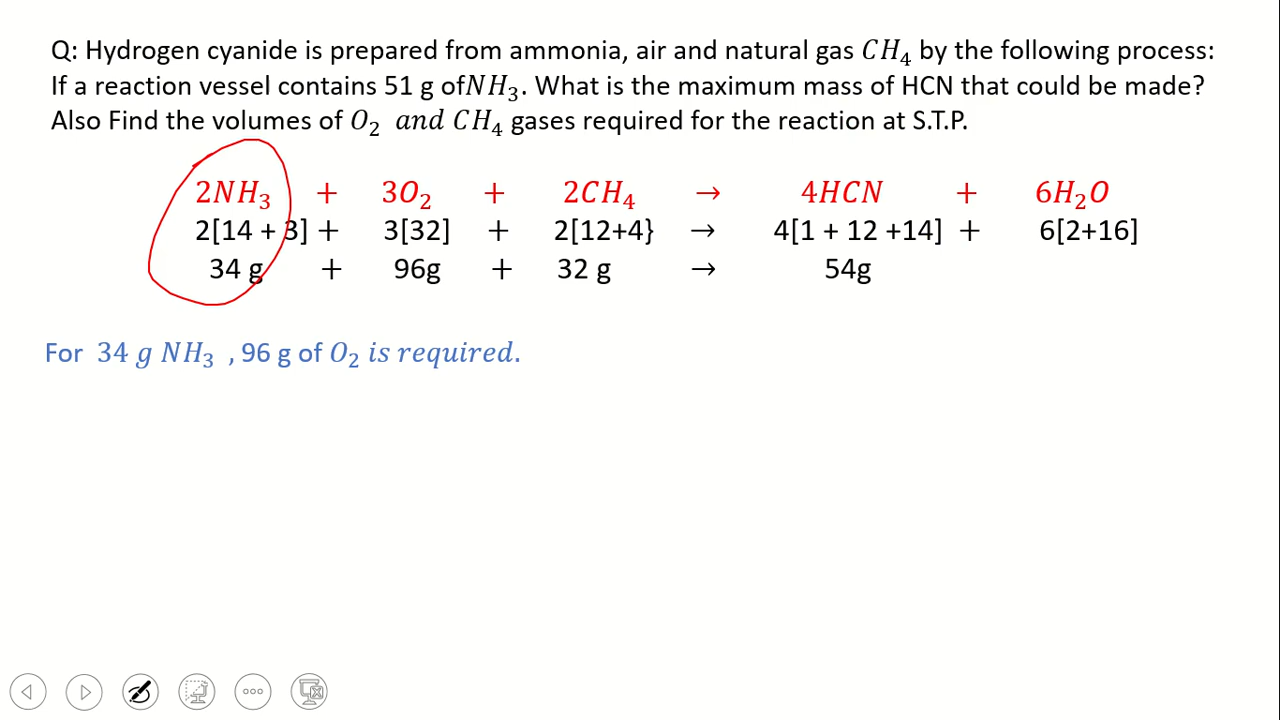 Q: Hydrogen cyanide is prepared from ammonia, air and natural gas CH₄ by the following process:
If a reaction vessel contains 51 g ofNH₃. What is the maximum mass of HCN that could be made?
Also Find the volumes of O₂ and CH₄ gases required for the reaction at S.T.P.
2NH₃ + 3O₂ + 2CH₄ → 4HCN + 6H₂O
2[14 + 3] + 3[32] + 2[12+4} → 4[1 + 12 +14] + 6[2+16]
34 g + 96g + 32 g → 54g
For 34 g NH₃ , 96 g of O₂ is required.